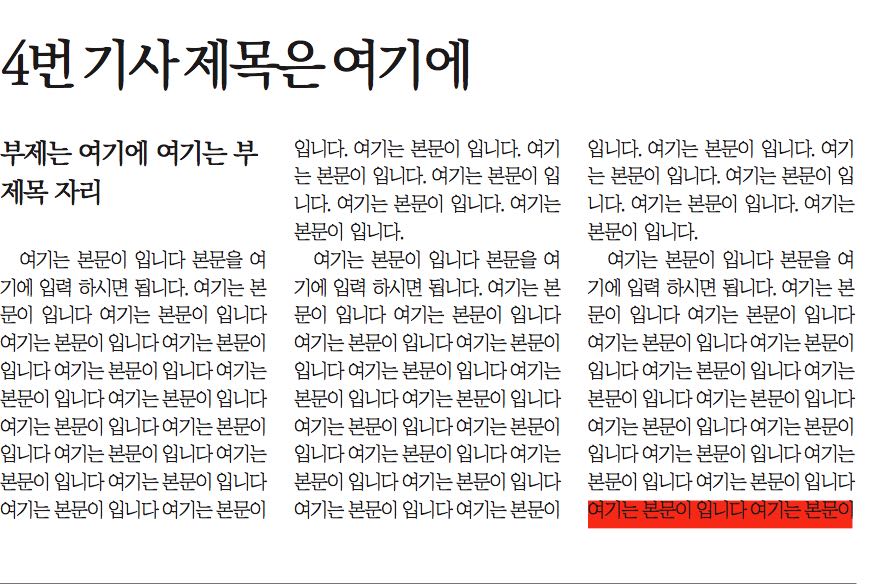 4번 기사 제목은 여기에
부제는 여기에 여기는 부
제목 자리
여기는 본문이 입니다 본문을 여
기에 입력 하시면 됩니다. 여기는 본
문이 입니다 여기는 본문이 입니다
여기는 본문이 입니다 여기는 본문이
입니다 여기는 본문이 입니다 여기는
본문이 입니다 여기는 본문이 입니다
여기는 본문이 입니다 여기는 본문이
입니다 여기는 본문이 입니다 여기는
본문이 입니다 여기는 본문이 입니다
여기는 본문이 입니다 여기는 본문이
입니다. 여기는 본문이 입니다. 여기
는 본문이 입니다. 여기는 본문이 입
니다. 여기는 본문이 입니다. 여기는
본문이 입니다.
여기는 본문이 입니다 본문을 여
기에 입력 하시면 됩니다. 여기는 본
문이 입니다 여기는 본문이 입니다
여기는 본문이 입니다 여기는 본문이
입니다 여기는 본문이 입니다 여기는
본문이 입니다 여기는 본문이 입니다
여기는 본문이 입니다 여기는 본문이
입니다 여기는 본문이 입니다 여기는
본문이 입니다 여기는 본문이 입니다
여기는 본문이 입니다 여기는 본문이
입니다. 여기는 본문이 입니다. 여기
는 본문이 입니다. 여기는 본문이 입
니다. 여기는 본문이 입니다. 여기는
본문이 입니다.
여기는 본문이 입니다 본문을 여
기에 입력 하시면 됩니다. 여기는 본
문이 입니다 여기는 본문이 입니다
여기는 본문이 입니다 여기는 본문이
입니다 여기는 본문이 입니다 여기는
본문이 입니다 여기는 본문이 입니다
여기는 본문이 입니다 여기는 본문이
입니다 여기는 본문이 입니다 여기는
본문이 입니다 여기는 본문이 입니다
여기는 본문이 입니다 여기는 본문이